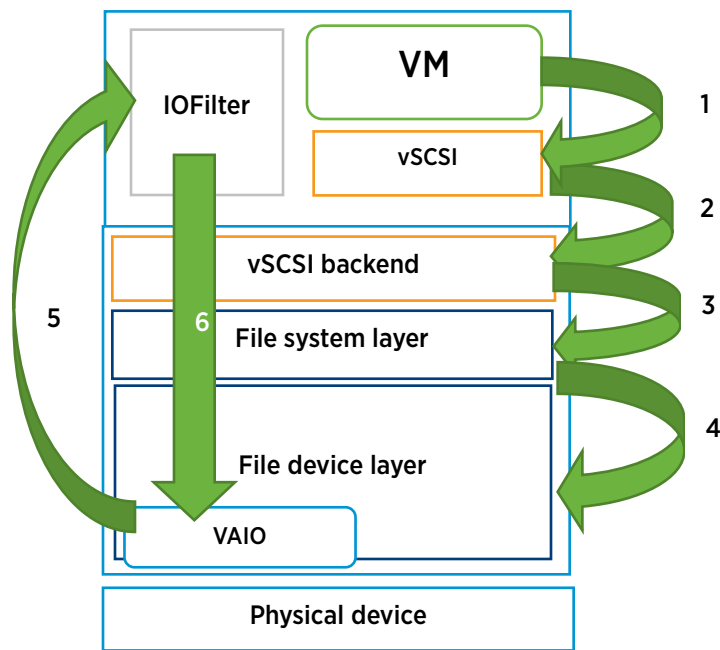 VM
IOFilter
1
vSCSI
2
vSCSI backend
3
5
6
File system layer
4
File device layer
VAIO
Physical device